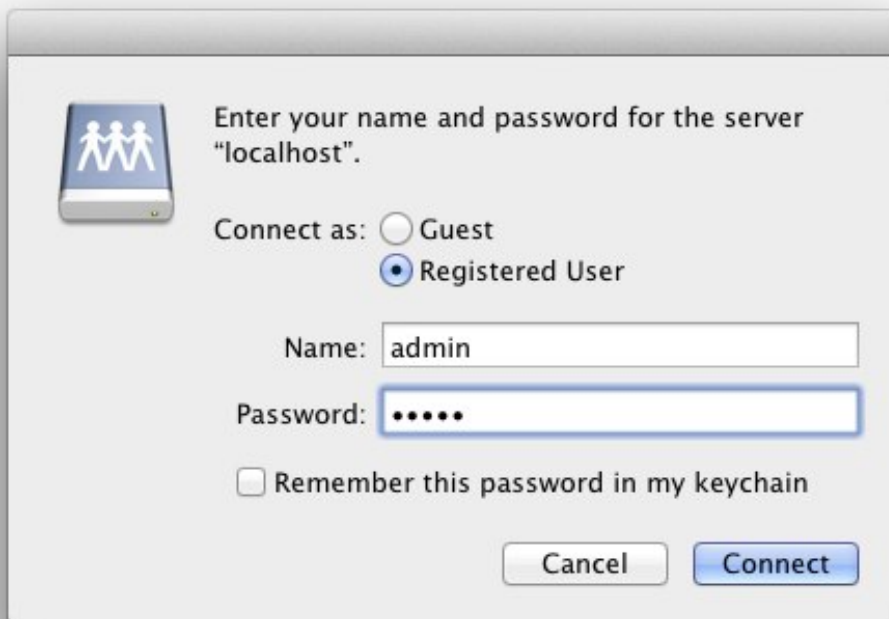 Enter your name and password for the server
“localhost”.
Connect as: Guest
Registered User
Name: admin
Password: •••••
Remember this password in my keychain
Cancel Connect